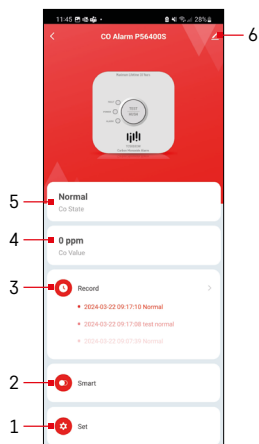 11:45
28%
CO Alarm P56400S
6
TEST
5
Normal
Co State
4
0 ppm
Co Value
3
Record
2024-03-22 09:17:10 Normal
2024-03-22 09:17:08 test normal
2024-03-22 09:07:39 Normal
2
Smart
1
Set